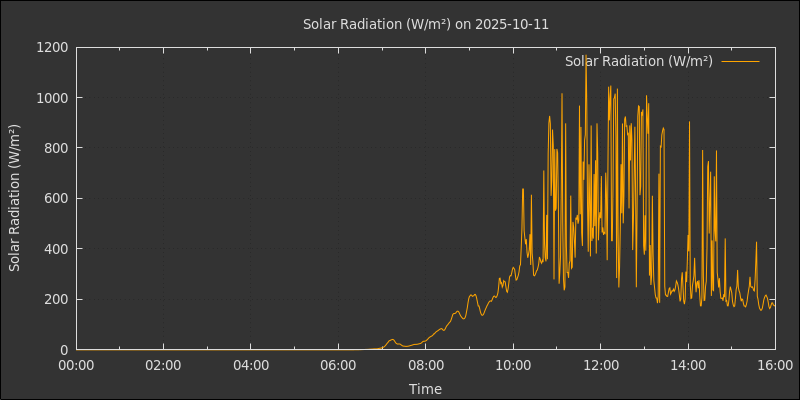 Solar Radiation (W/m²) on 2025-10-11
Solar Radiation (W/m²)
Solar Radiation (W/m²)
1200
1000
800
600
400
200
0
00:00 02:00 04:00 06:00 08:00 10:00 12:00 14:00 16:00
Time